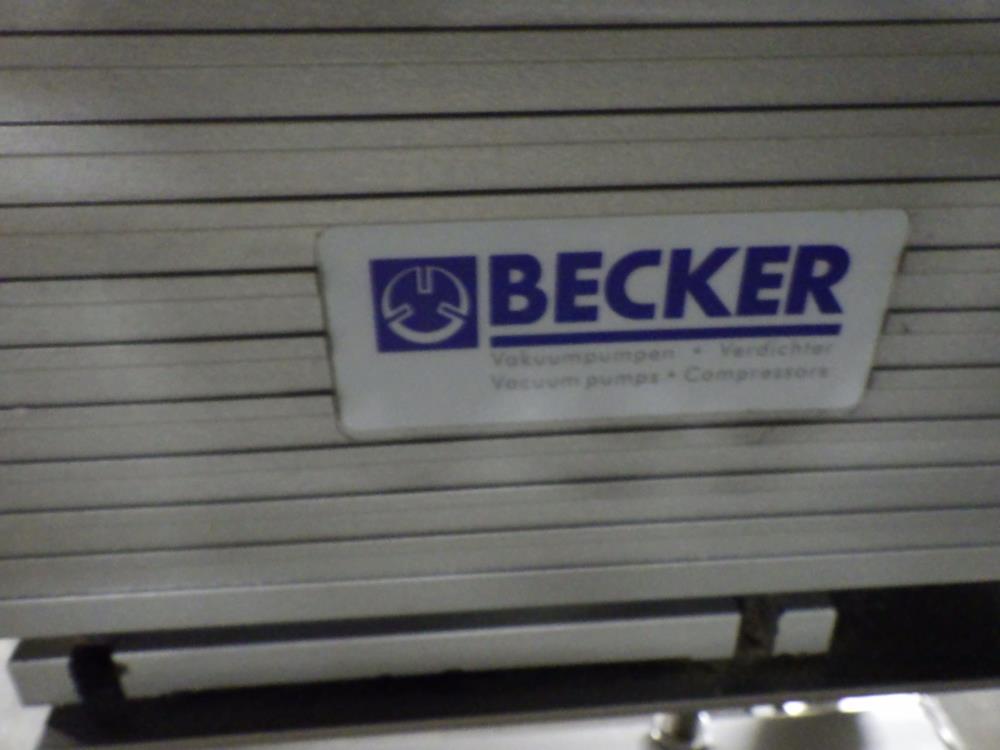 BECKER
Vakuumpumpen • Verdichter
Vacuum pumps • Compressors